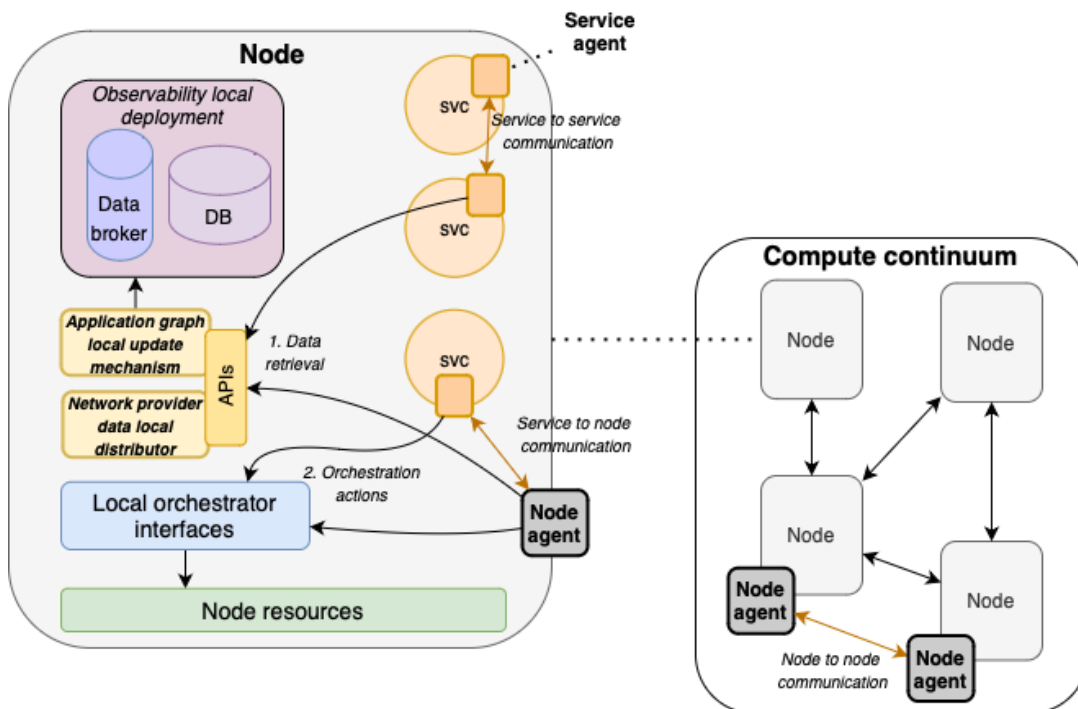 Service
agent
Node
Observability local
deployment
svc
Service to service
communication
Data
broker
DB
svc
Application graph
local update
mechanism
1. Data
retrieval
APIs
svc
Network provider
data local
distributor
Service to node
communication
2. Orchestration
actions
Local orchestrator
interfaces
Node
agent
Node resources
Compute continuum
Node
Node
Node
Node
Node
agent
Node to node
communication
Node
agent